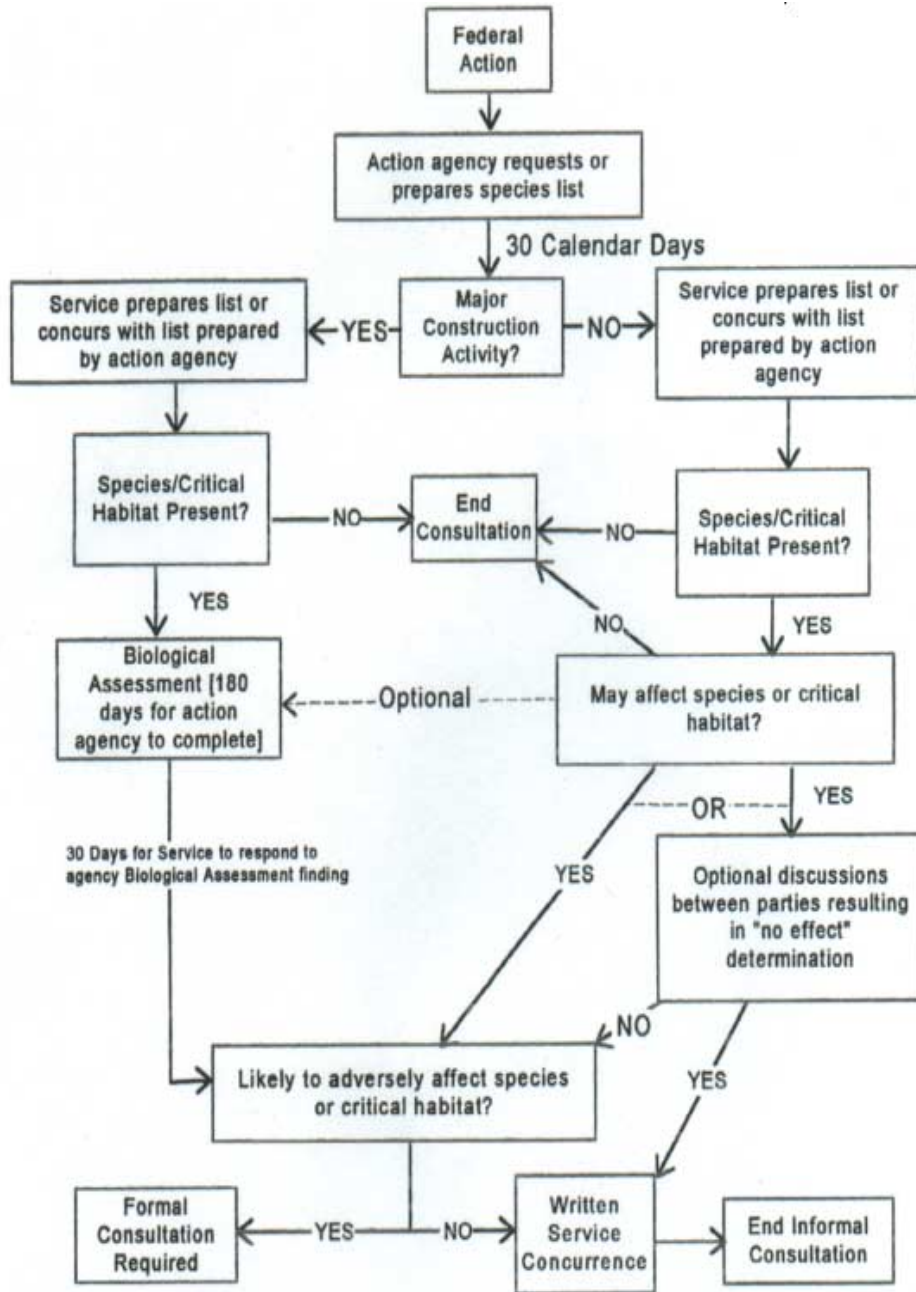 Federal
Action
Action agency requests or
prepares species list
30 Calendar Days
Service prepares list or
concurs with list prepared
by action agency
YES
Major
Construction
Activity?
NO
Service prepares list or
concurs with list
prepared by action
agency
Species/Critical
Habitat Present?
NO
End
Consultation
NO
Species/Critical
Habitat Present?
YES
NO
YES
Biological
Assessment [180
days for action
agency to complete]
Optional
May affect species or critical
habitat?
OR
YES
30 Days for Service to respond to
agency Biological Assessment finding
YES
Optional discussions
between parties resulting
in "no effect"
determination
NO
YES
Likely to adversely affect species
or critical habitat?
Formal
Consultation
Required
YES
NO
Written
Service
Concurrence
End Informal
Consultation